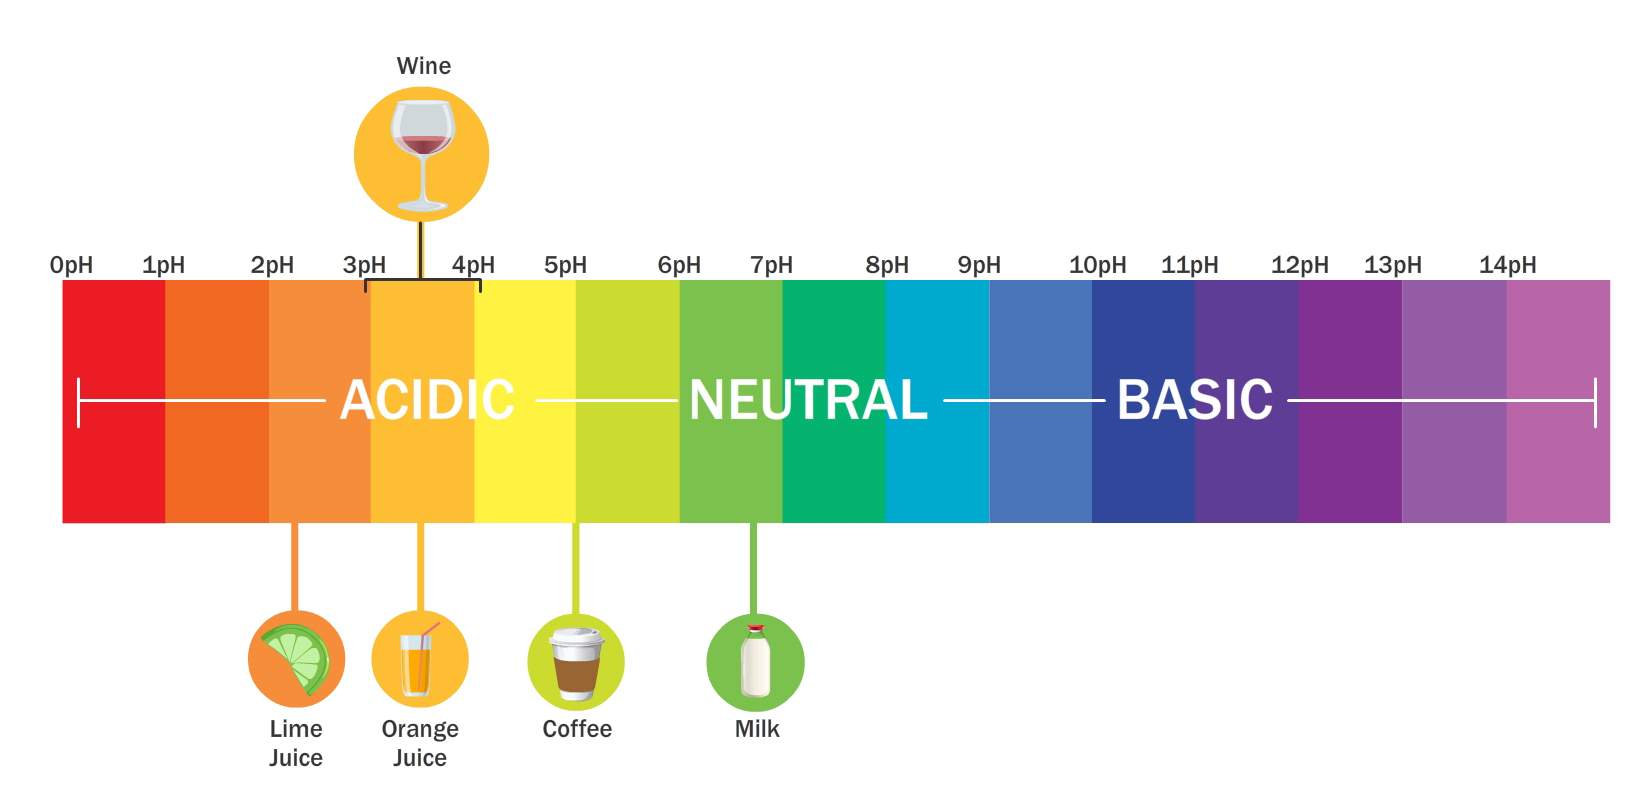 Wine
0pH 1pH 2pH 3pH 4pH 5pH 6pH 7pH 8pH 9pH 10pH 11pH 12pH 13pH 14pH
ACIDIC NEUTRAL BASIC
Lime
Juice
Orange
Juice
Coffee
Milk